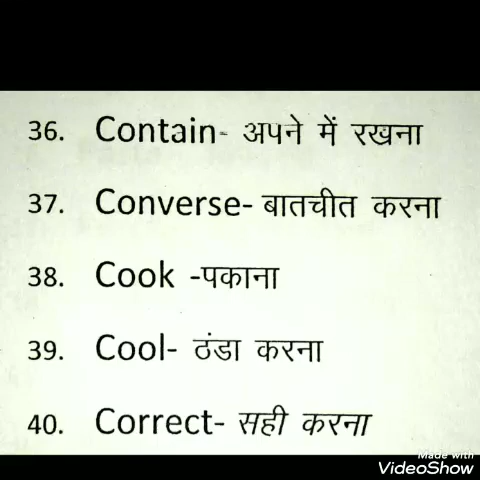 36. Contain- अपने में रखना
37. Converse- बातचीत करना
38. Cook -पकाना
39. Cool- ठंडा करना
40. Correct- सही करना
Made with
VideoShow